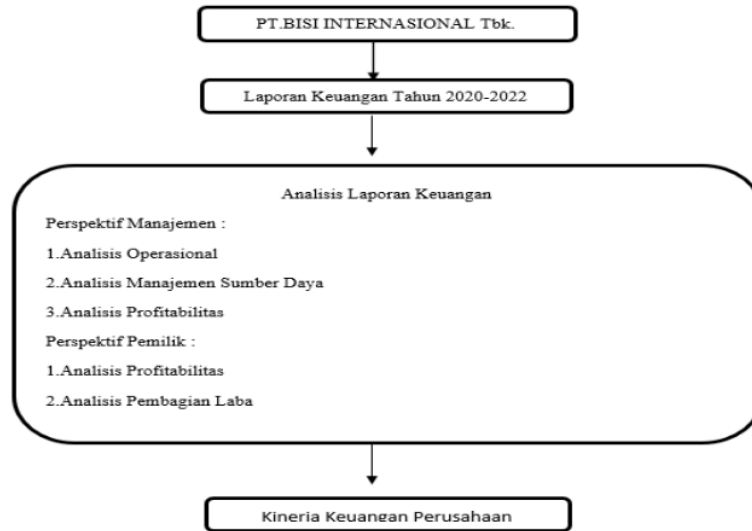 PT.BISI INTERNASIONAL Tbk.
Laporan Keuangan Tahun 2020-2022
Analisis Laporan Keuangan
Perspektif Manajemen :
1.Analisis Operasional
2.Analisis Manajemen Sumber Daya
3.Analisis Profitabilitas
Perspektif Pemilik :
1.Analisis Profitabilitas
2.Analisis Pembagian Laba
Kinerja Keuangan Perusahaan